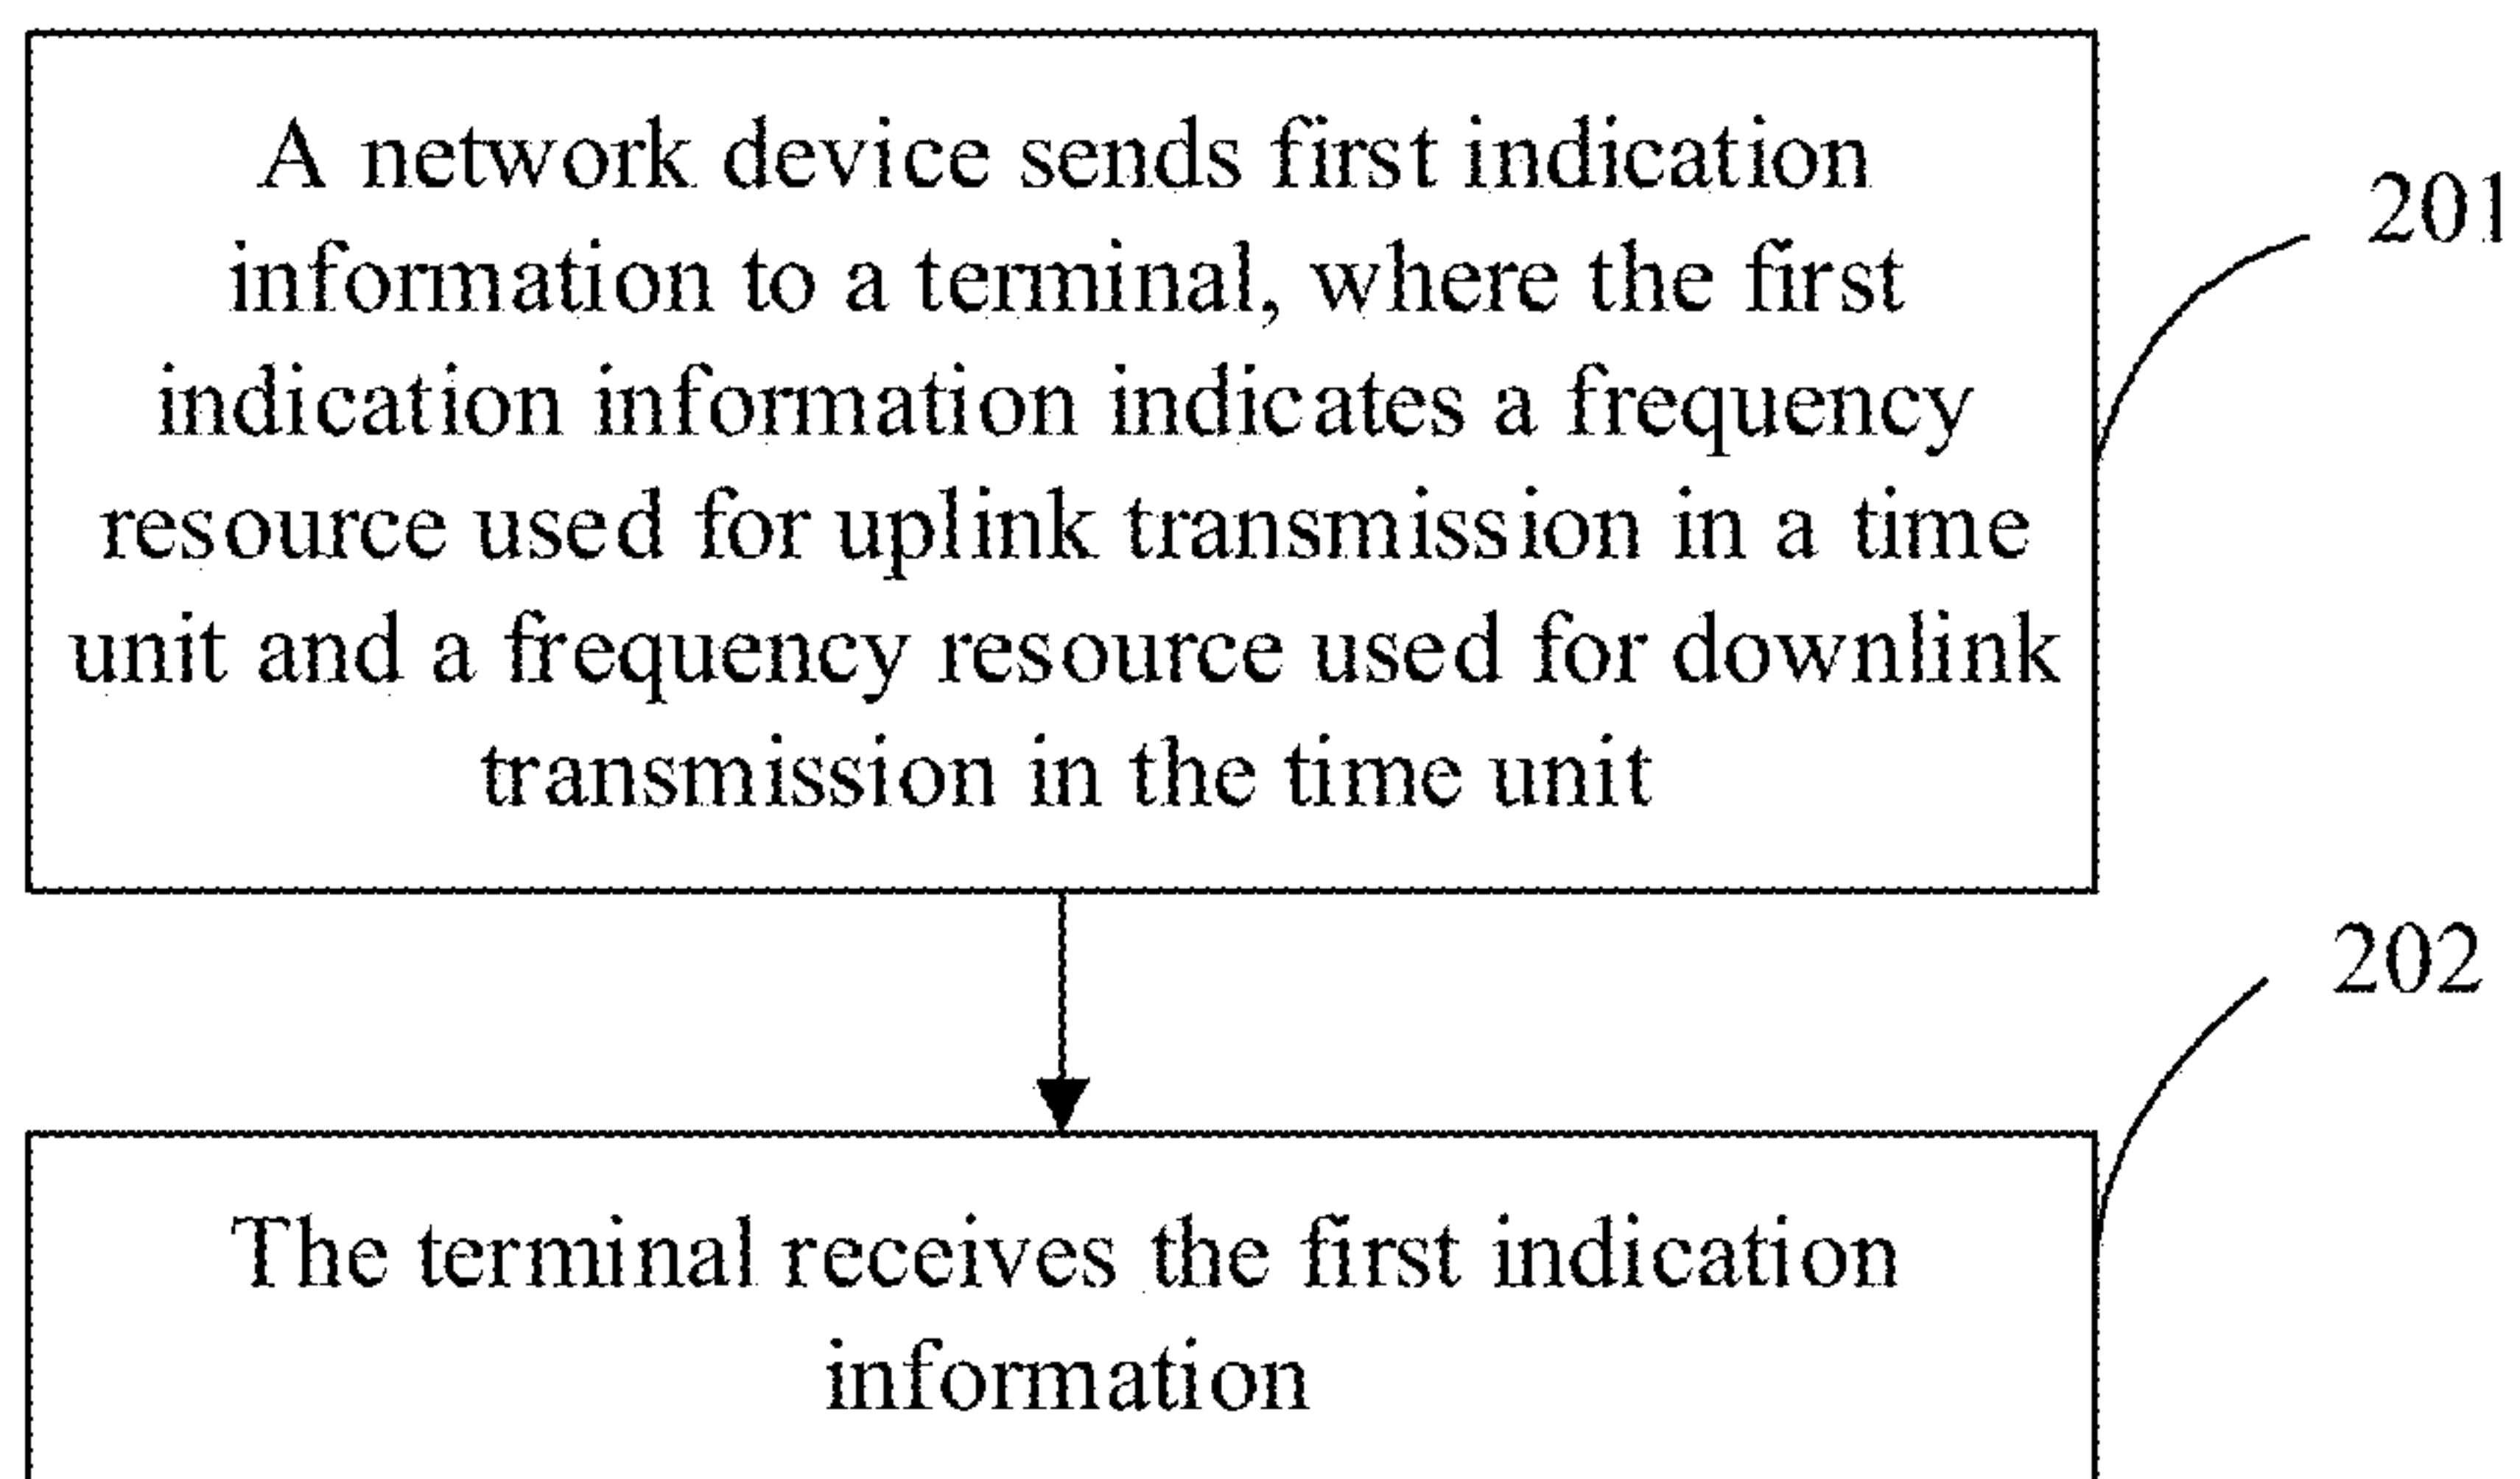 A network device sends first indication
information to a terminal, where the first
indication information indicates a frequency
resource used for uplink transmission in a time
unit and a frequency resource used for downlink
transmission in the time unit
201
202
The terminal receives the first indication
information